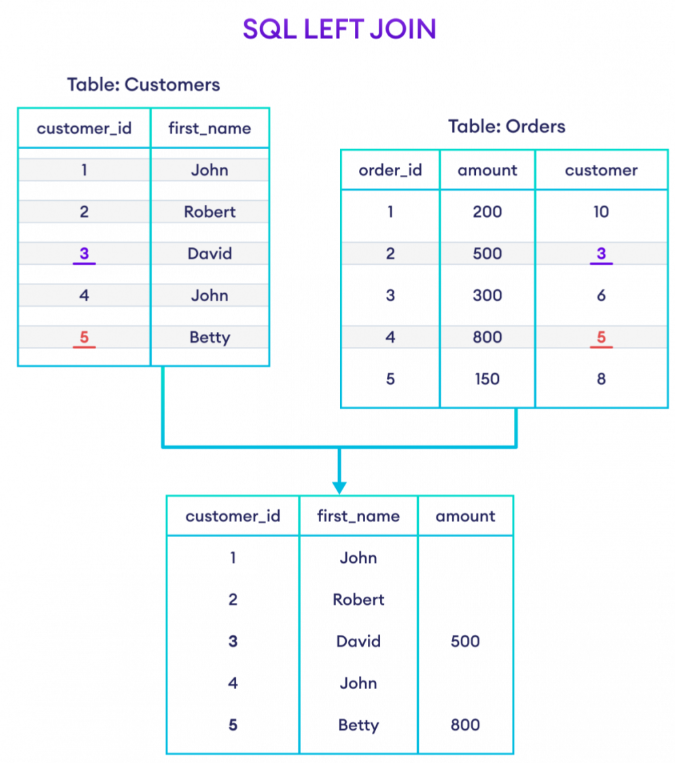 SQL LEFT JOIN
Table: Customers
customer_id first_name
1 John
2 Robert
3 David
4 John
5 Betty
Table: Orders
order_id amount customer
1 200 10
2 500 3
3 300 6
4 800 5
5 150 8
customer_id first_name amount
1 John
2 Robert
3 David 500
4 John
5 Betty 800